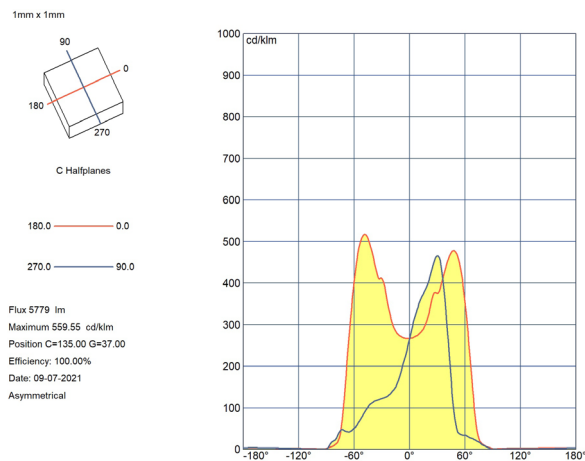 1mm x 1mm
90
0
180
270
C Halfplanes
180.0 0.0
270.0 90.0
Flux 5779 lm
Maximum 559.55 cd/klm
Position C=135.00 G=37.00
Efficiency: 100.00%
Date: 09-07-2021
Asymmetrical
1000
cd/klm
900
800
700
600
500
400
300
200
100
0
-180° -120° -60° 0° 60° 120° 180°